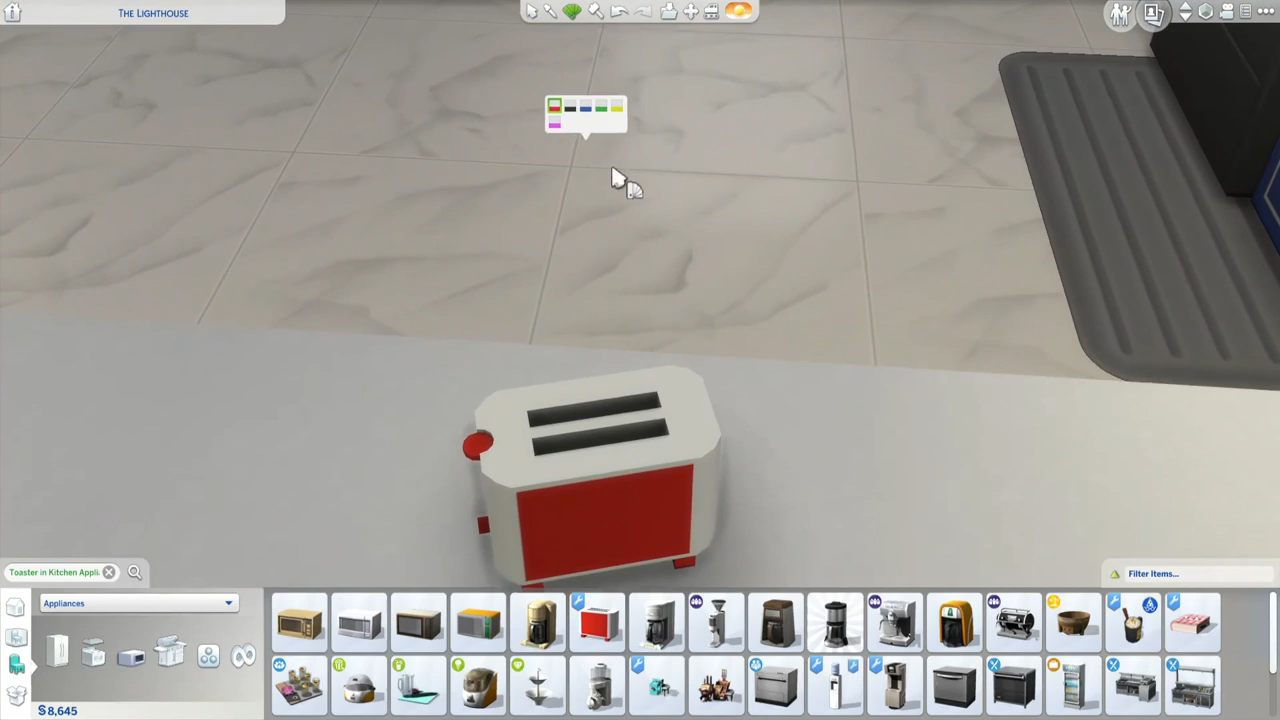 THE LIGHTHOUSE
Toaster in Kitchen Appli
Filter Items...
Appliances
$8,645